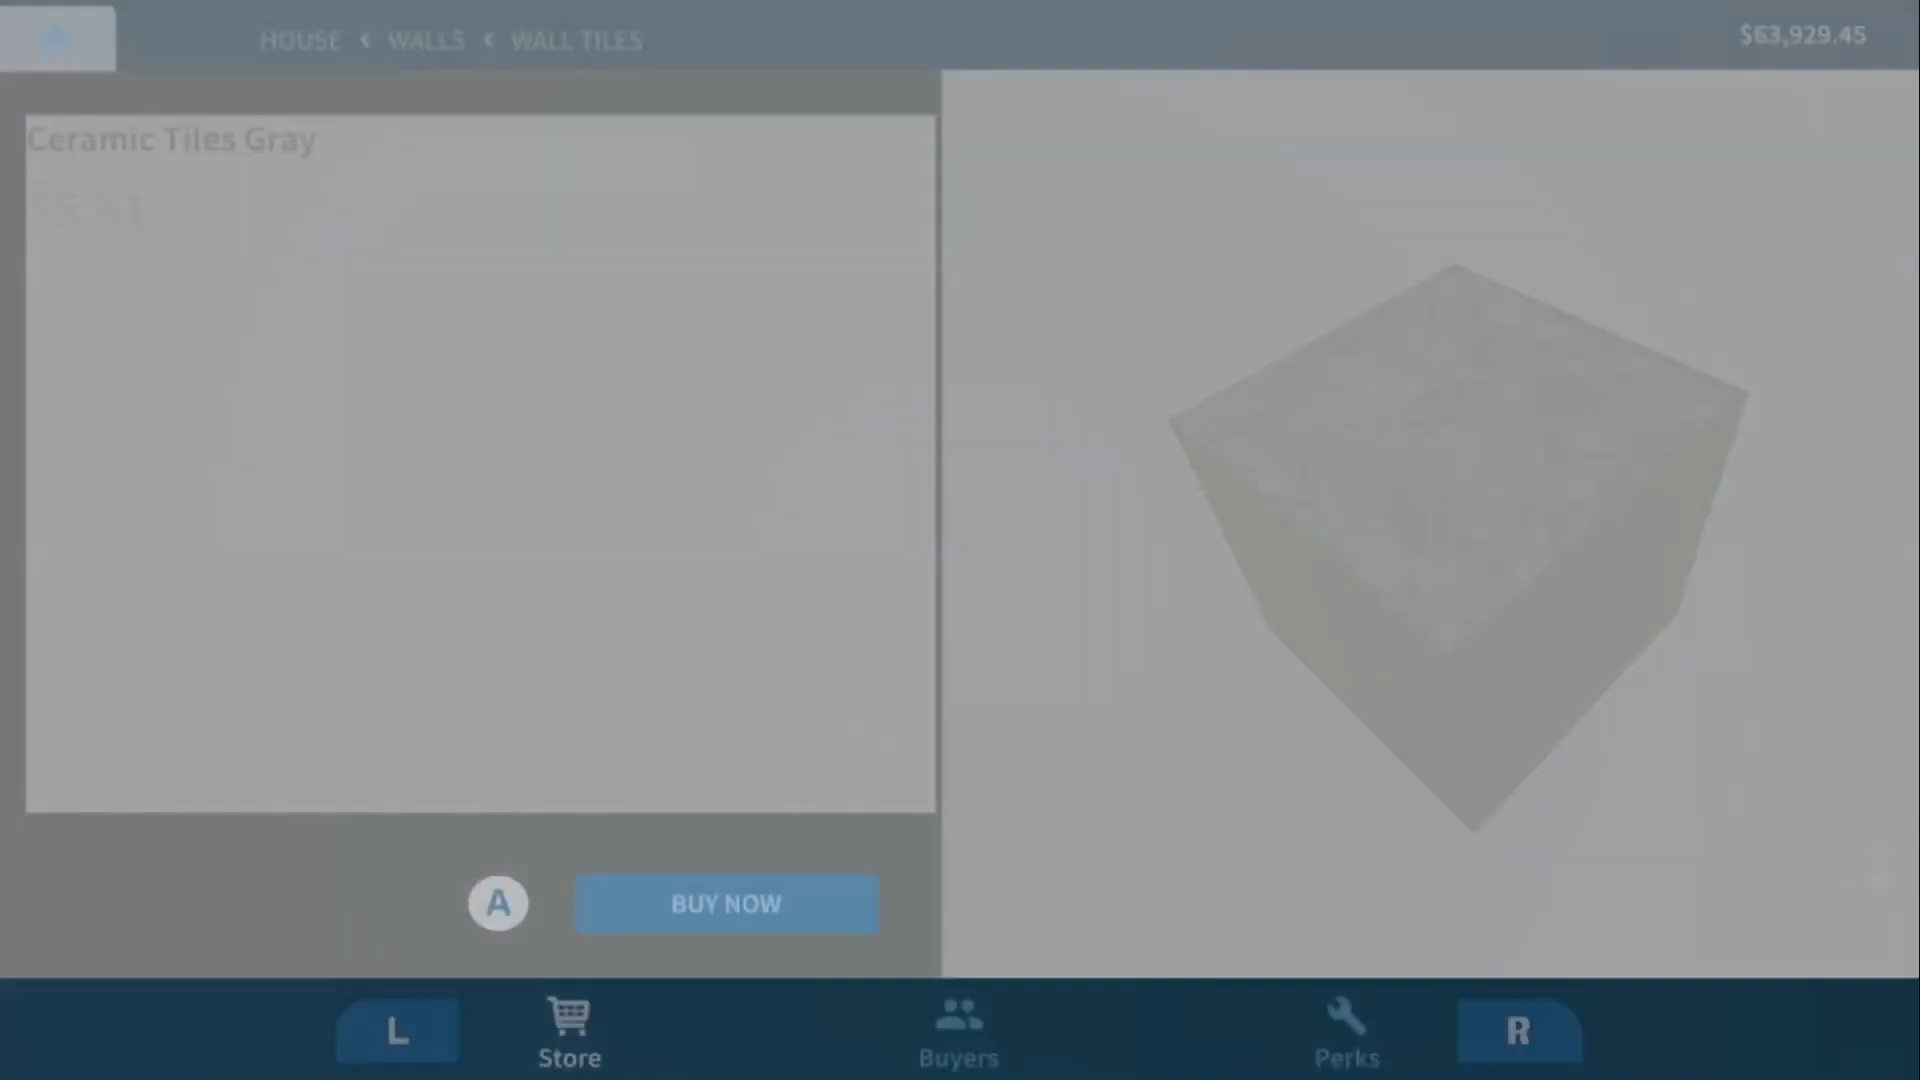 HOUSE < WALLS < WALL TILES
$63,929.45
Ceramic Tiles Gray
A
BUY NOW
L
Store
Buyers
Perks
R